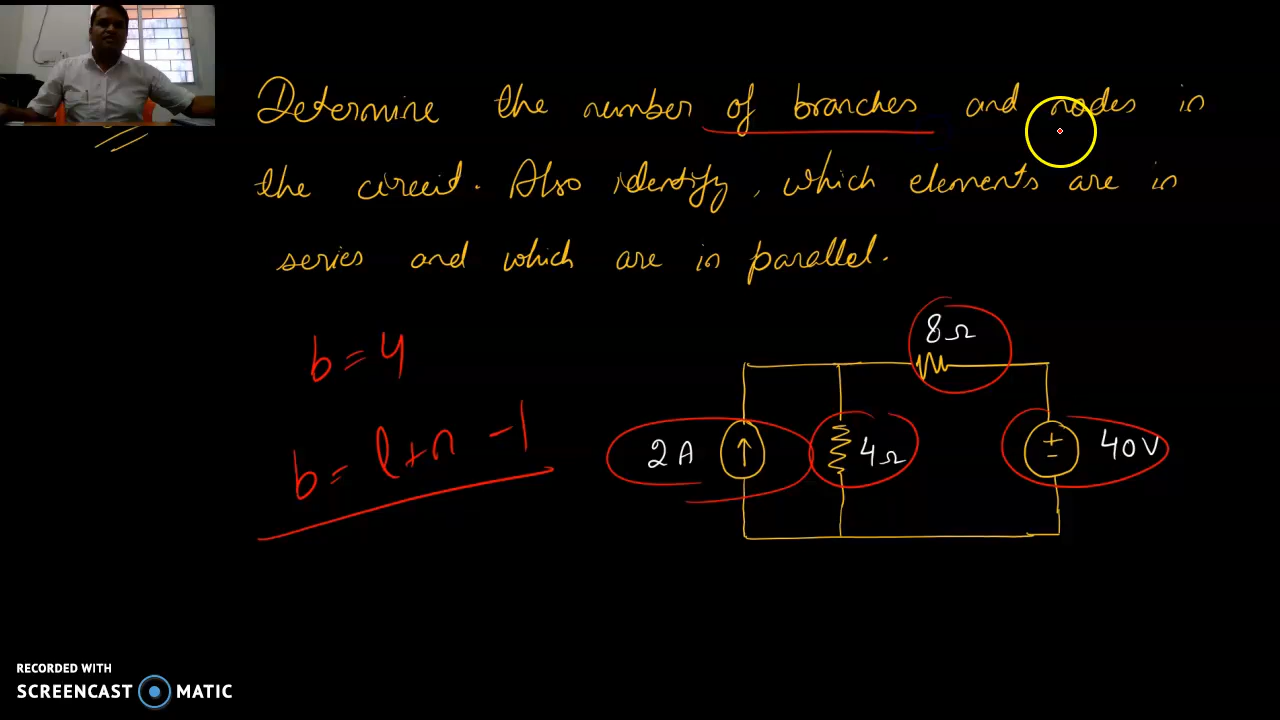 Determine the number of branches and nodes in
the circuit. Also identify, which elements are in
series and which are in parallel.
b = 4
b = l + n - 1
8Ω
2A
4Ω
+
-
40V
RECORDED WITH
SCREENCAST MATIC